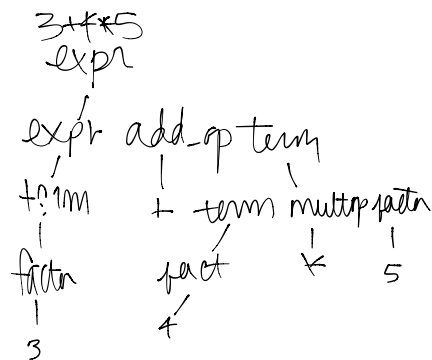 3+4*5
expr
expr add_op term
term + term multop factor
factor fact * 5
3 4